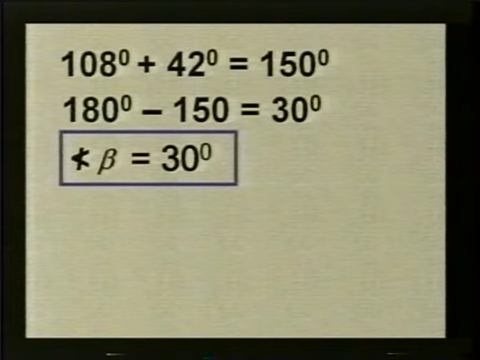 108⁰ + 42⁰ = 150⁰
180⁰ – 150 = 30⁰
∢ β = 30⁰